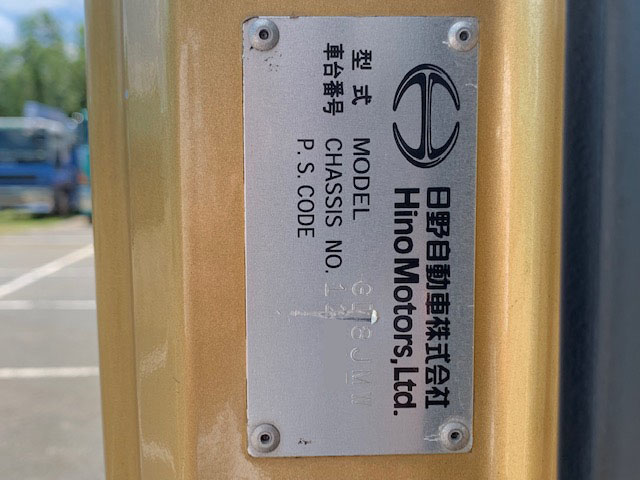 日野自動車株式会社
Hino Motors, Ltd.
型式 MODEL
車台番号 CHASSIS NO.
P. S. CODE